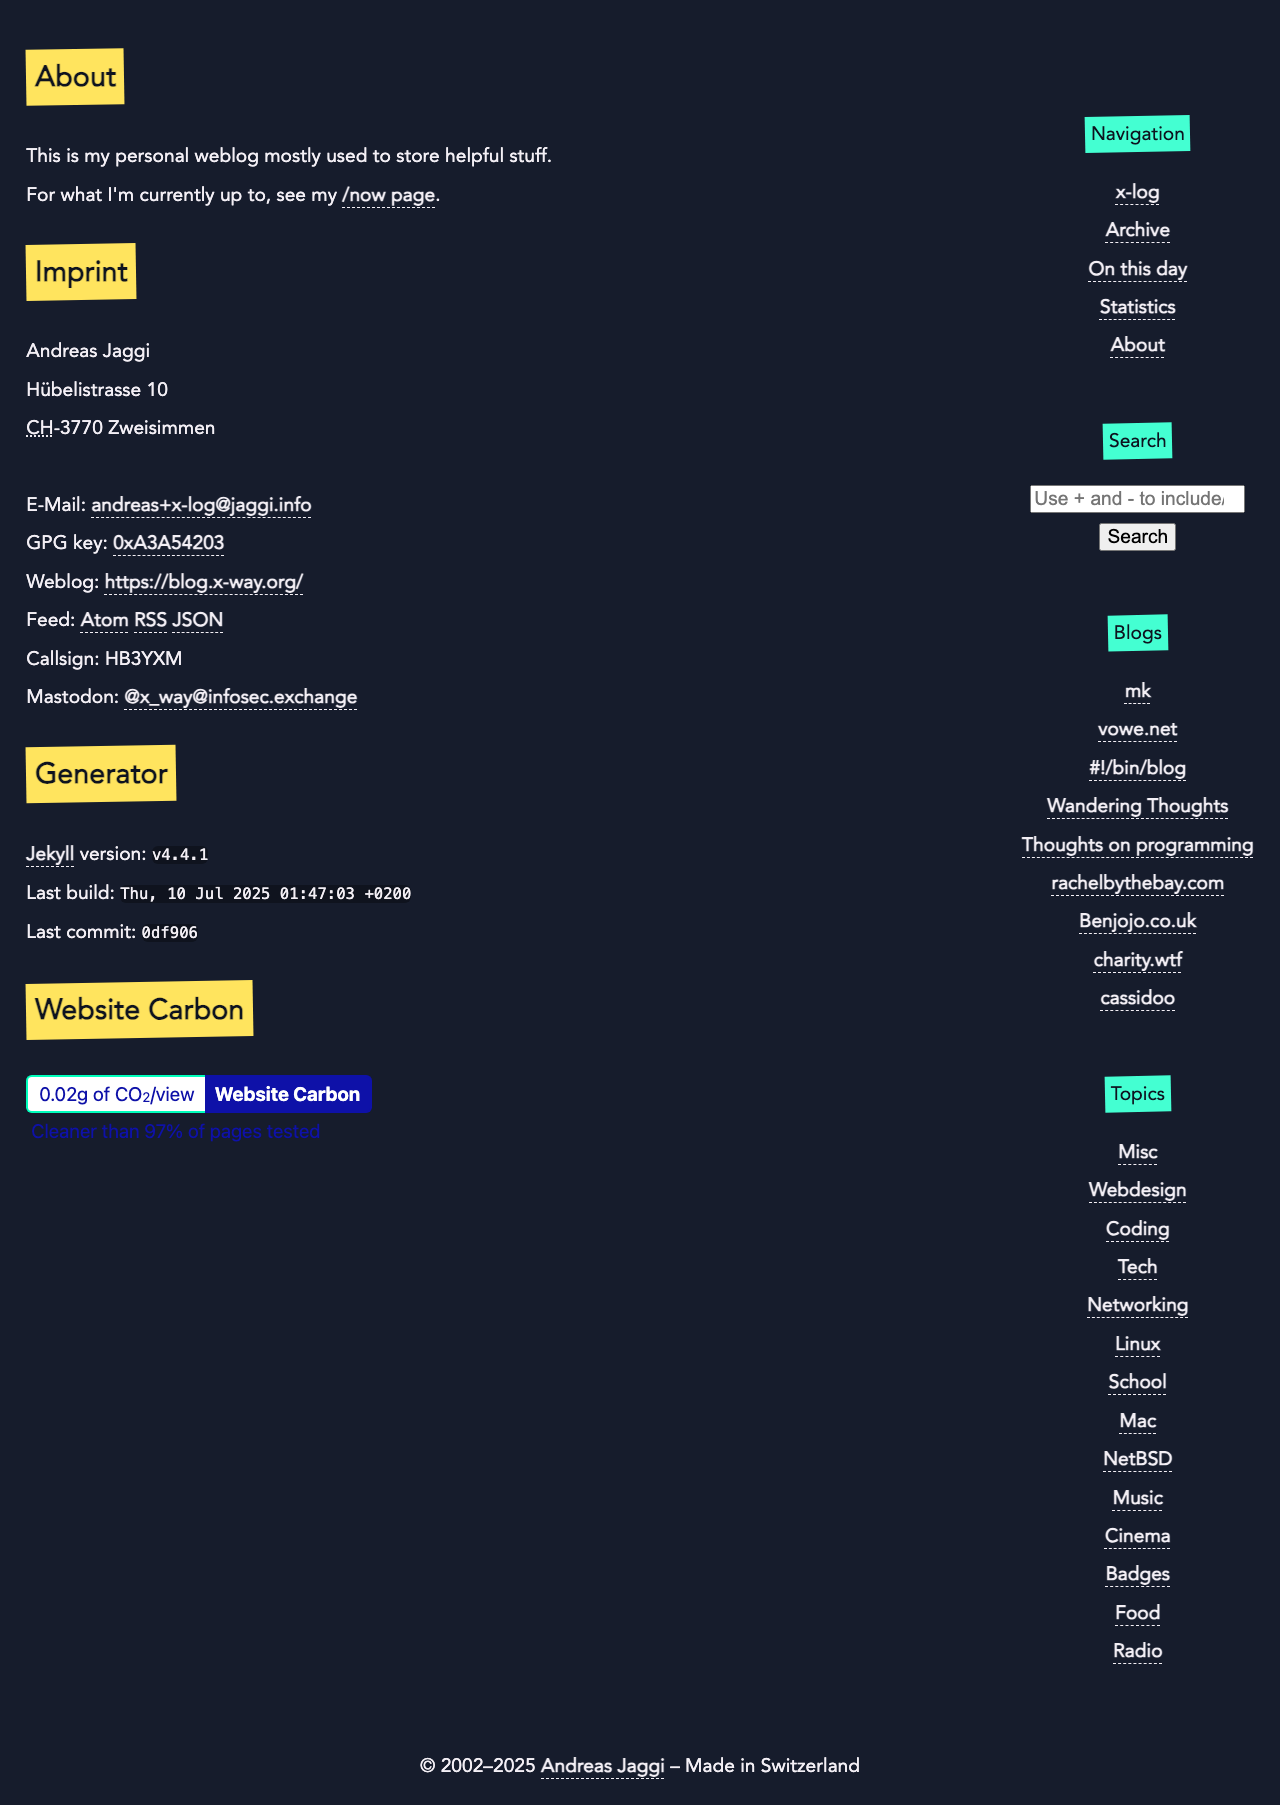 About
This is my personal weblog mostly used to store helpful stuff.
For what I'm currently up to, see my /now page.
Imprint
Andreas Jaggi
Hübelistrasse 10
CH-3770 Zweisimmen
E-Mail: andreas+x-log@jaggi.info
GPG key: 0xA3A54203
Weblog: https://blog.x-way.org/
Feed: Atom RSS JSON
Callsign: HB3YXM
Mastodon: @x_way@infosec.exchange
Generator
Jekyll version: v4.4.1
Last build: Thu, 10 Jul 2025 01:47:03 +0200
Last commit: 0df906
Website Carbon
0.02g of CO₂/view Website Carbon
Cleaner than 97% of pages tested
Navigation
x-log
Archive
On this day
Statistics
About
Search
Use + and - to include/
Search
Blogs
mk
vowe.net
#!/bin/blog
Wandering Thoughts
Thoughts on programming
rachelbythebay.com
Benjojo.co.uk
charity.wtf
cassidoo
Topics
Misc
Webdesign
Coding
Tech
Networking
Linux
School
Mac
NetBSD
Music
Cinema
Badges
Food
Radio
© 2002–2025 Andreas Jaggi – Made in Switzerland